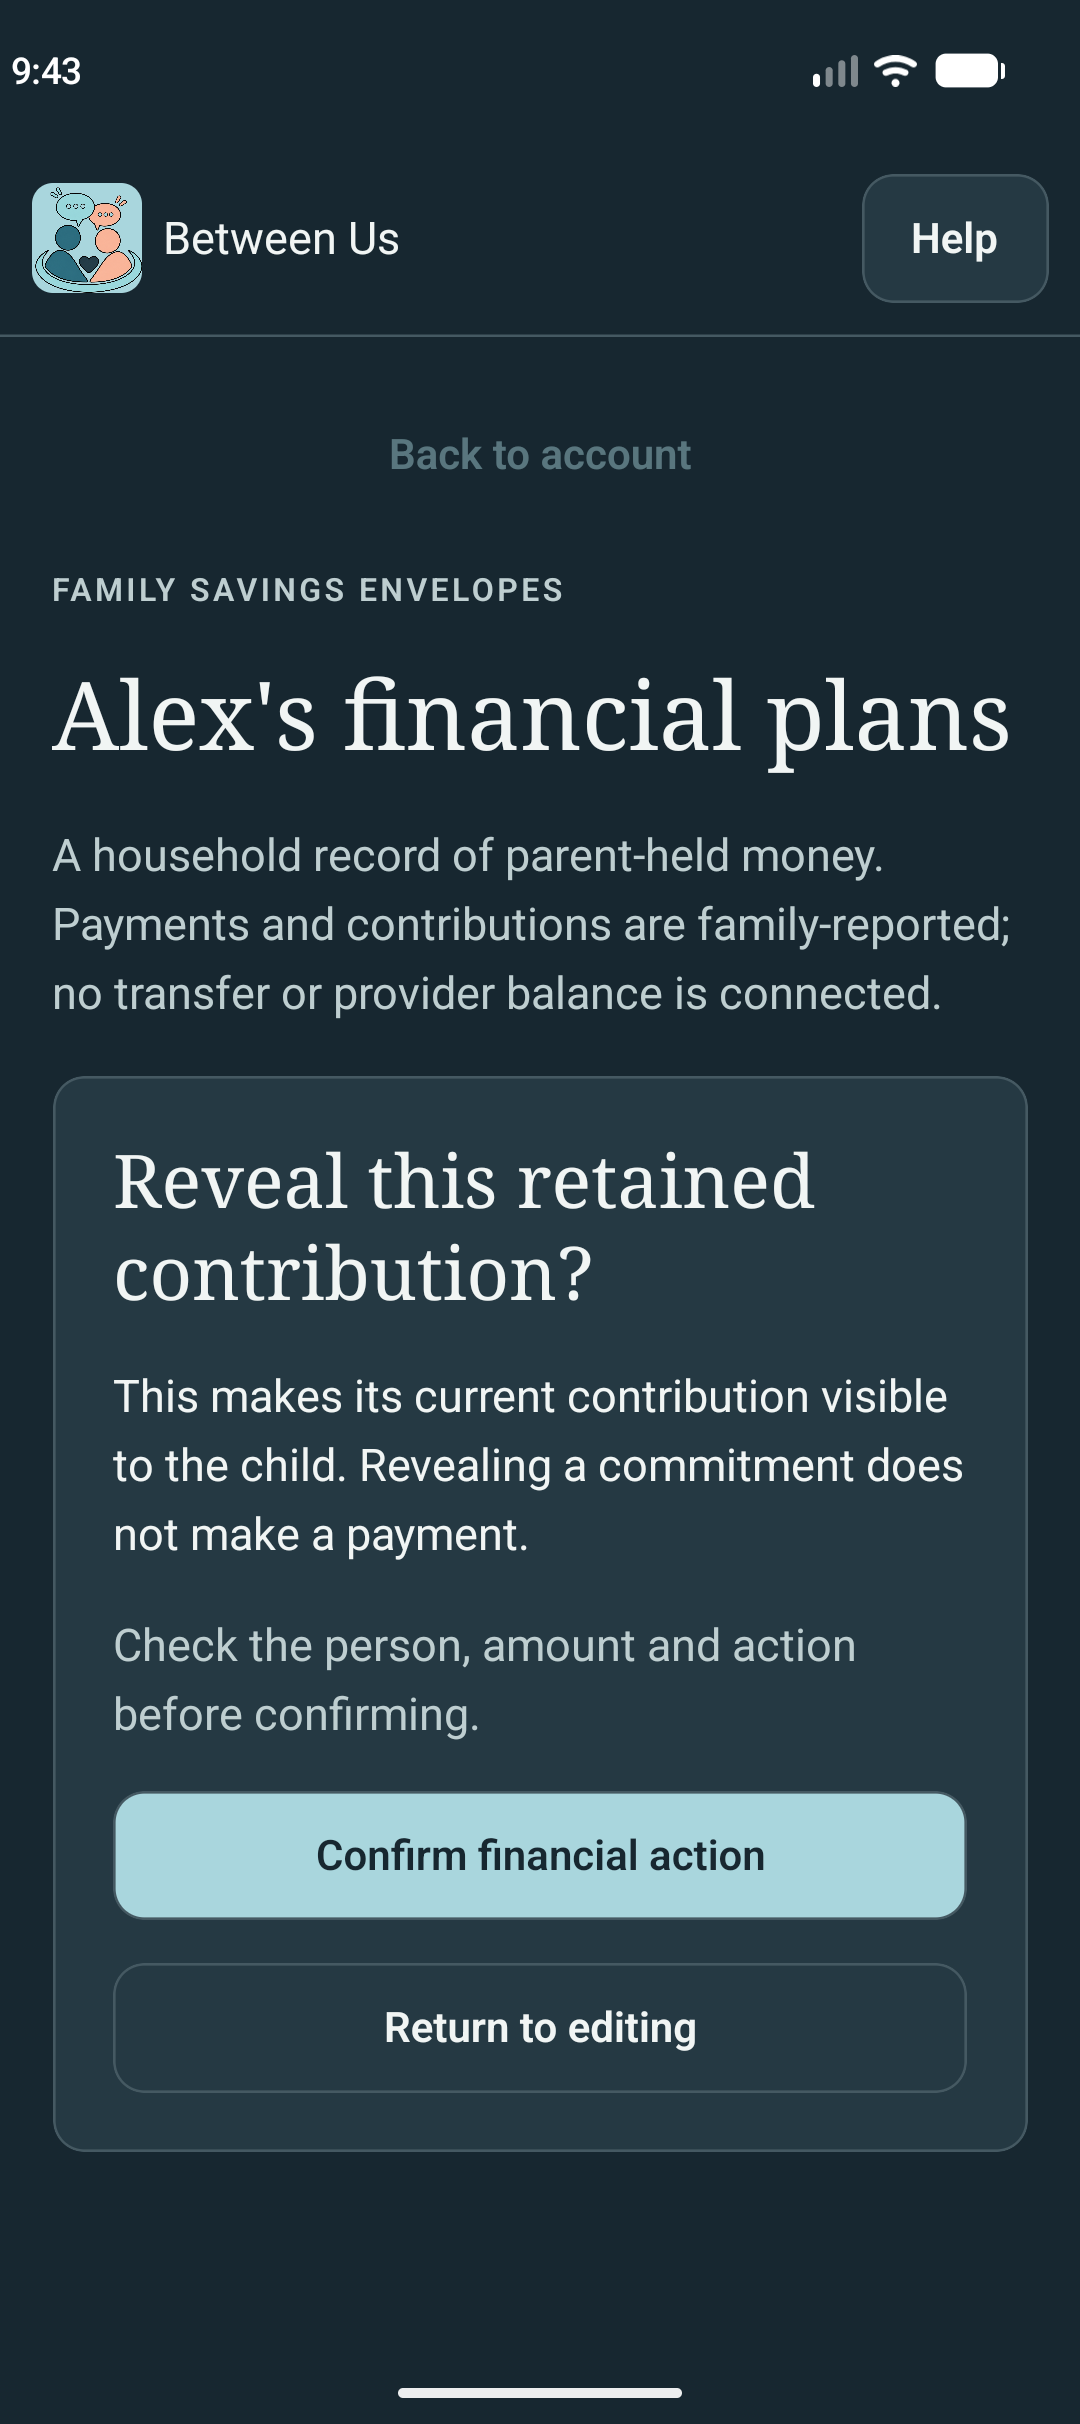 9:43
Between Us
Help
Back to account
FAMILY SAVINGS ENVELOPES
Alex's financial plans
A household record of parent-held money.
Payments and contributions are family-reported;
no transfer or provider balance is connected.
Reveal this retained
contribution?
This makes its current contribution visible
to the child. Revealing a commitment does
not make a payment.
Check the person, amount and action
before confirming.
Confirm financial action
Return to editing